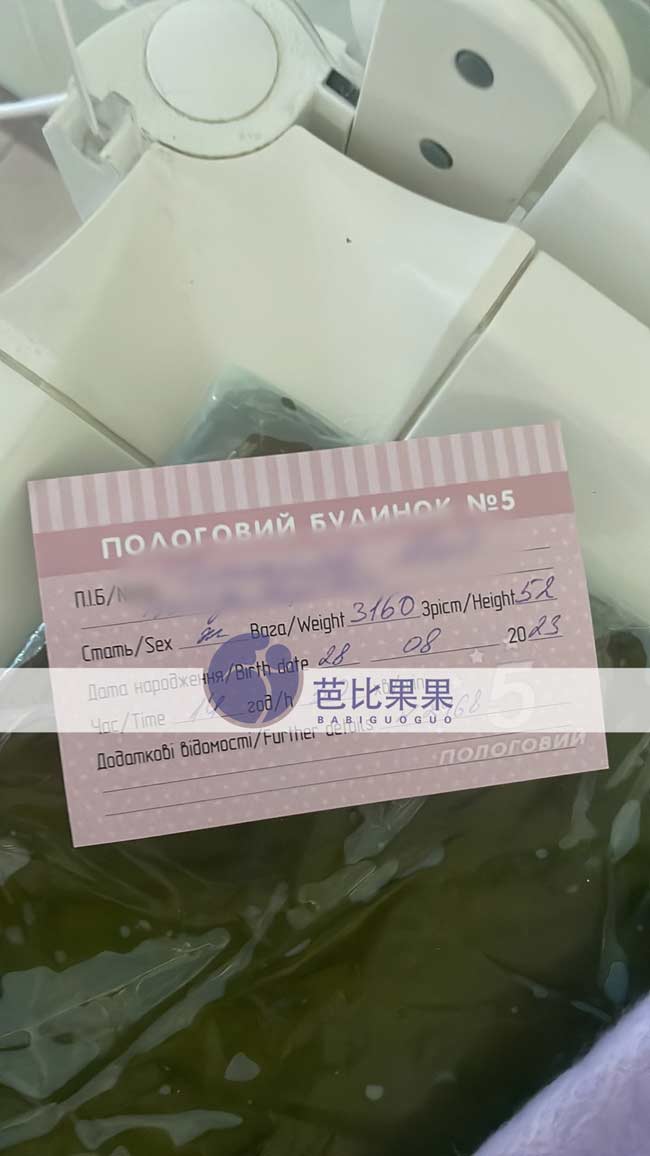 ПОЛОГОВИЙ БУДИНОК №5
П.І.Б/
Стать/Sex ж Вага/Weight 3160 Зріст/Height 52
Дата народження/Birth date 28 08 2023
Час/Time 14 год/h
Додаткові відомості/Further details
5
ПОЛОГОВИЙ
芭比果果
BABIGUOGUO